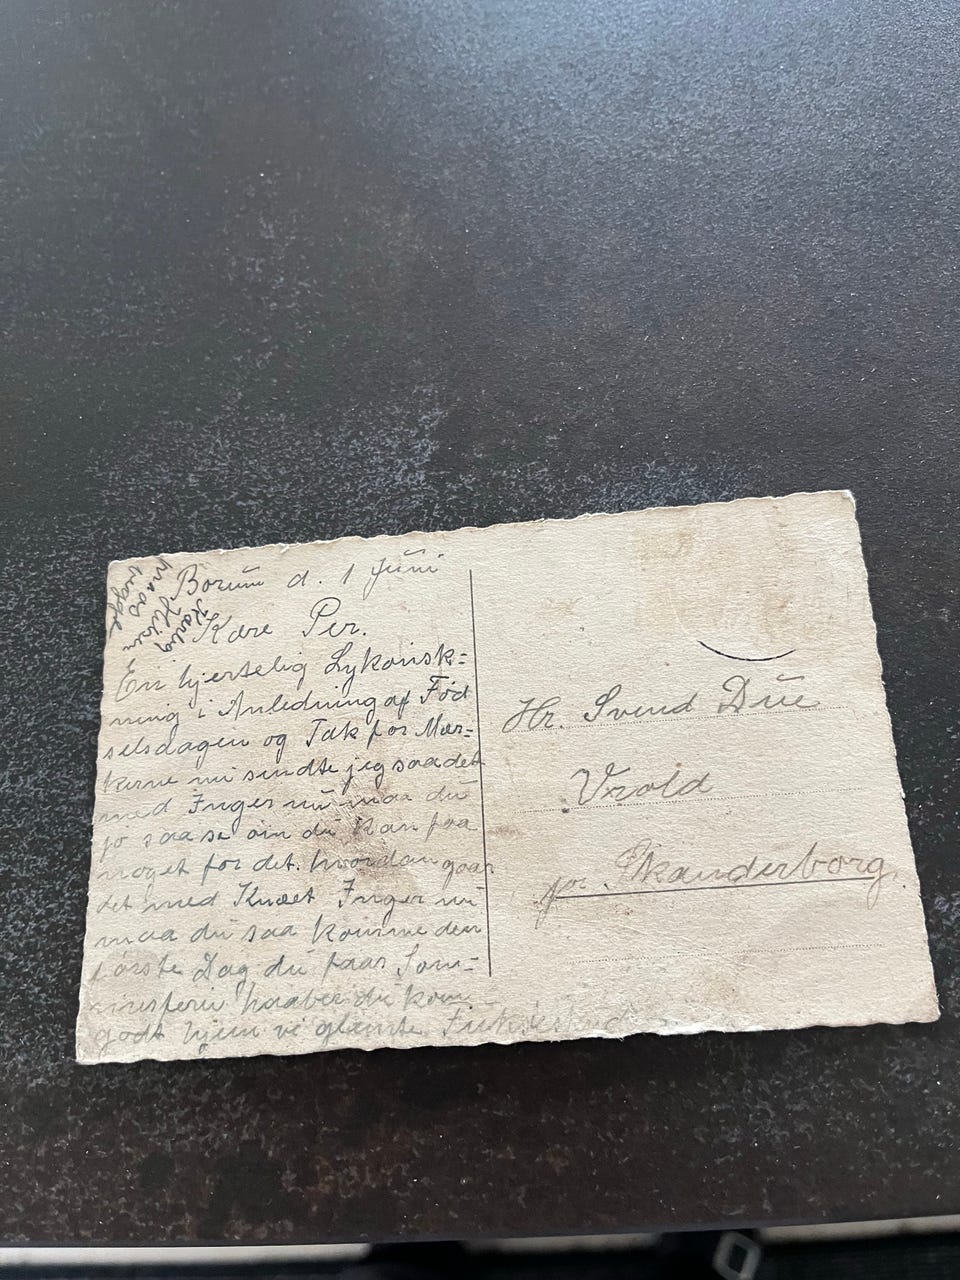 Borum d. 1 Juni
Kære Per.
En hjertelig Lykønsk=
ning i Anledning af Fød
selsdagen og Tak for Mær=
kerne nu sendte jeg saa det
med Inger nu maa du
jo saa se om du kan faa
noget for det. hvordan gaar
det med Knæet Inger nu
maa du saa komme den
første Dag du faar Som=
merferie haaber du kom
godt hjem vi glemte
Hr. Svend Due
Vrold
pr. Skanderborg.